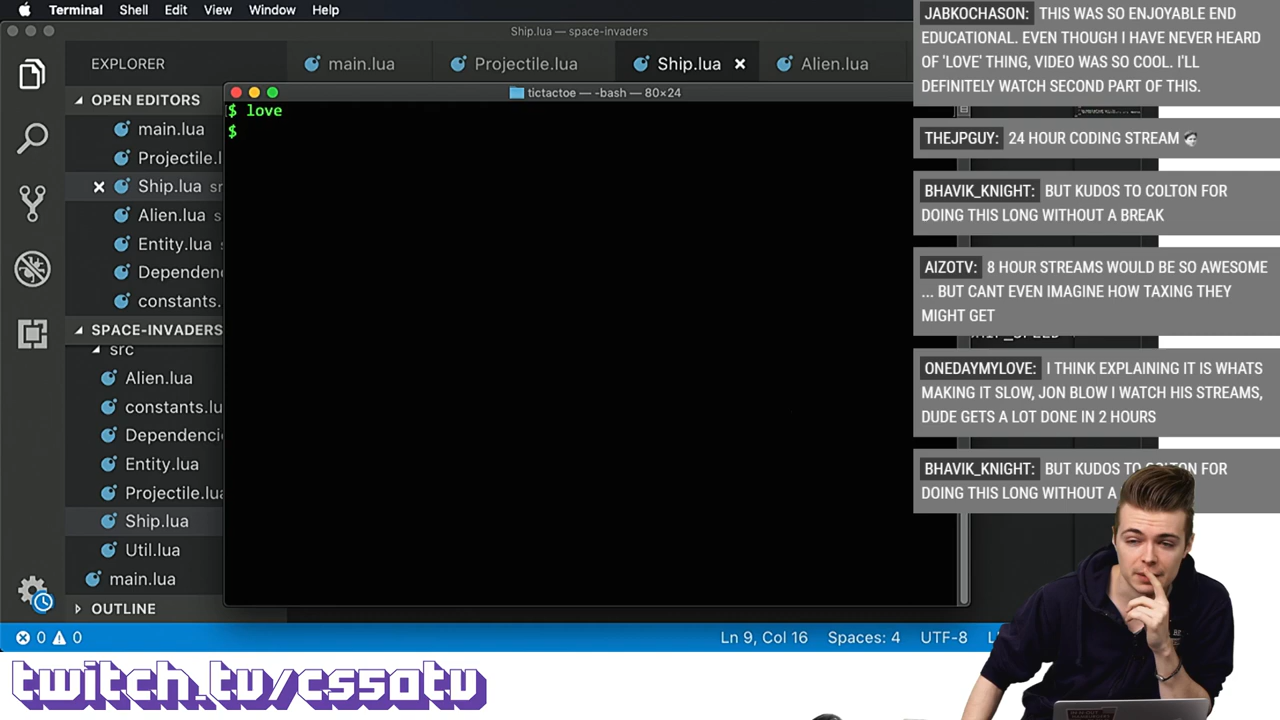 Terminal Shell Edit View Window Help
Ship.lua — space-invaders
EXPLORER
main.lua
Projectile.lua
Ship.lua
Alien.lua
OPEN EDITORS
main.lua
Projectile.l
Ship.lua sr
Alien.lua s
Entity.lua
Dependenc
constants.
SPACE-INVADERS
src
Alien.lua
constants.lu
Dependenci
Entity.lua
Projectile.lua
Ship.lua
Util.lua
main.lua
OUTLINE
tictactoe — -bash — 80×24
$ love
$
JABKOCHASON: THIS WAS SO ENJOYABLE END
EDUCATIONAL. EVEN THOUGH I HAVE NEVER HEARD
OF 'LOVE' THING, VIDEO WAS SO COOL. I'LL
DEFINITELY WATCH SECOND PART OF THIS.
THEJPGUY: 24 HOUR CODING STREAM
BHAVIK_KNIGHT: BUT KUDOS TO COLTON FOR
DOING THIS LONG WITHOUT A BREAK
AIZOTV: 8 HOUR STREAMS WOULD BE SO AWESOME
... BUT CANT EVEN IMAGINE HOW TAXING THEY
MIGHT GET
ONEDAYMYLOVE: I THINK EXPLAINING IT IS WHATS
MAKING IT SLOW, JON BLOW I WATCH HIS STREAMS,
DUDE GETS A LOT DONE IN 2 HOURS
BHAVIK_KNIGHT: BUT KUDOS TO COLTON FOR
DOING THIS LONG WITHOUT A
0 0
Ln 9, Col 16 Spaces: 4 UTF-8 L
twitch.tv/cs50tv